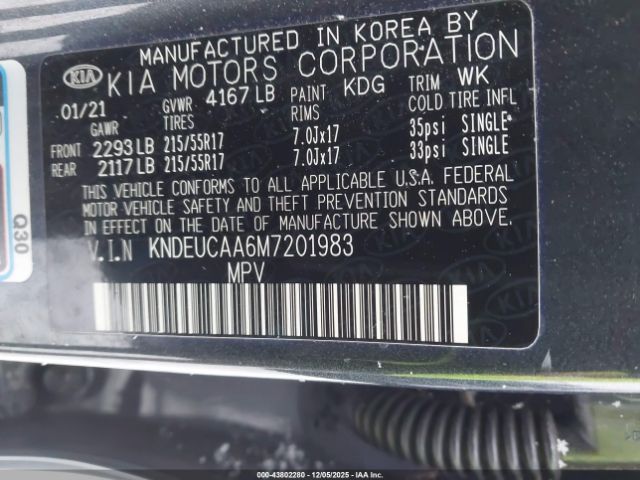 MANUFACTURED IN KOREA BY
KIA KIA MOTORS CORPORATION
01/21 GVWR 4167 LB PAINT KDG TRIM WK
GAWR TIRES RIMS COLD TIRE INFL
FRONT 2293 LB 215/55R17 7.0Jx17 35psi SINGLE
REAR 2117 LB 215/55R17 7.0Jx17 33psi SINGLE
THIS VEHICLE CONFORMS TO ALL APPLICABLE U.S.A. FEDERAL
MOTOR VEHICLE SAFETY AND THEFT PREVENTION STANDARDS
IN EFFECT ON THE DATE OF MANUFACTURE SHOWN ABOVE.
V.I.N KNDEUCAA6M7201983
MPV
Q30
000-43802280 - 12/05/2025 - IAA Inc.